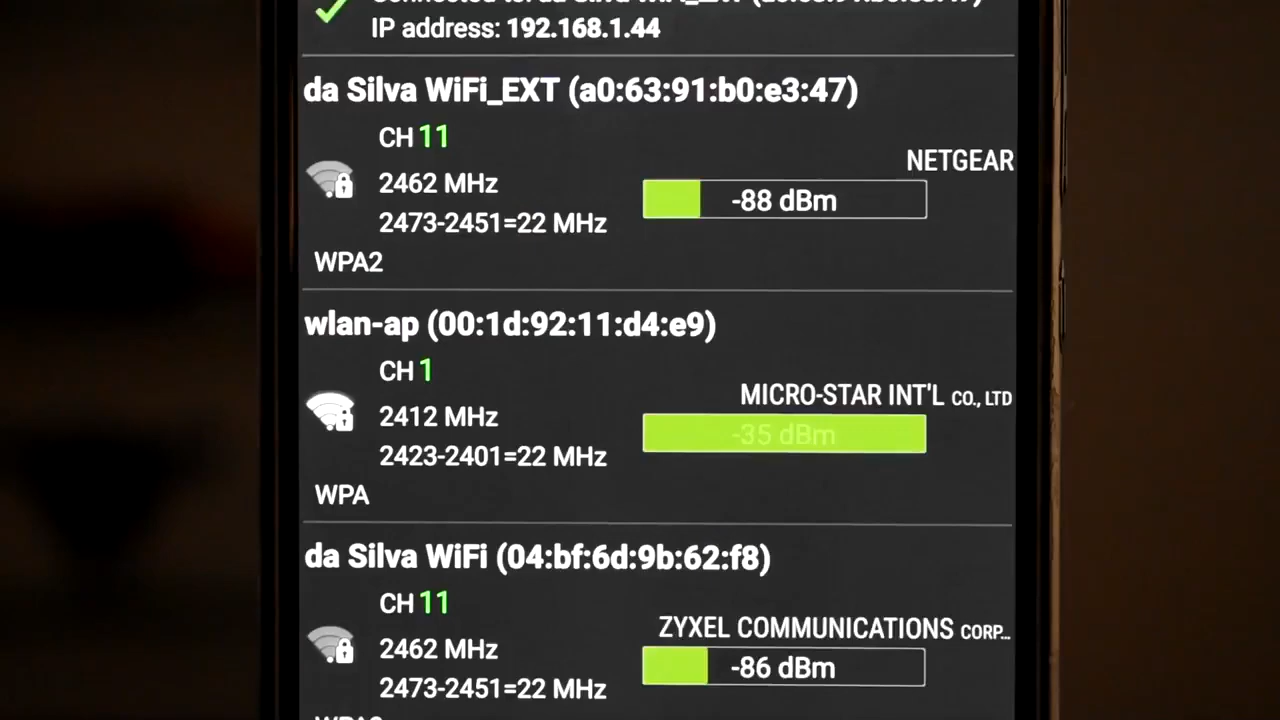 IP address: 192.168.1.44
da Silva WiFi_EXT (a0:63:91:b0:e3:47)
CH 11
NETGEAR
2462 MHz
-88 dBm
2473-2451=22 MHz
WPA2
wlan-ap (00:1d:92:11:d4:e9)
CH 1
MICRO-STAR INT'L CO., LTD
2412 MHz
-35 dBm
2423-2401=22 MHz
WPA
da Silva WiFi (04:bf:6d:9b:62:f8)
CH 11
ZYXEL COMMUNICATIONS CORP...
2462 MHz
-86 dBm
2473-2451=22 MHz